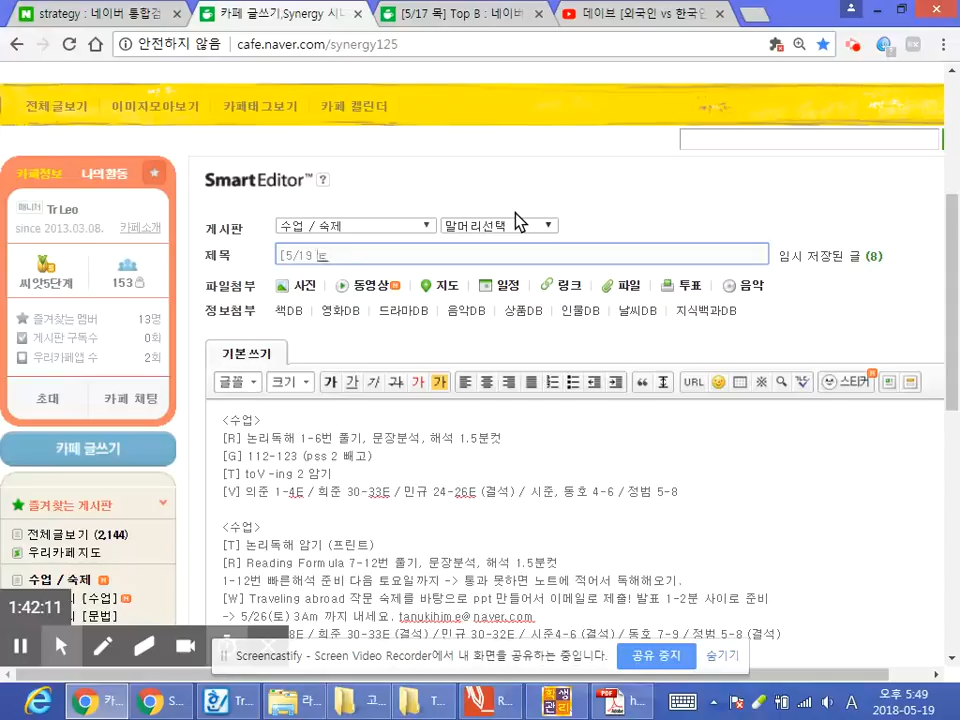 strategy : 네이버 통합검
카페 글쓰기,Synergy 시니
[5/17 목] Top B : 네이버
데이브 [외국인 vs 한국인
안전하지 않음
cafe.naver.com/synergy125
전체글보기
이미지모아보기
카페태그보기
카페 캘린더
카페정보
나의활동
매니저 Tr Leo
since 2013.03.08.
카페소개
씨앗5단계
153
즐겨찾는 멤버 13명
게시판 구독수 0회
우리카페앱 수 2회
초대
카페 채팅
카페 글쓰기
즐겨찾는 게시판
전체글보기 (2,144)
우리카페지도
수업 / 숙제
[수업]
[문법]
SmartEditor™ ?
게시판 수업 / 숙제 말머리선택
제목 [5/19 트 임시 저장된 글 (8)
파일첨부 사진 동영상 지도 일정 링크 파일 투표 음악
정보첨부 책DB 영화DB 드라마DB 음악DB 상품DB 인물DB 날씨DB 지식백과DB
기본쓰기
글꼴 크기 가 가 가 가 가 가 URL 스티커
<수업>
[R] 논리독해 1-6번 풀기, 문장분석, 해석 1.5분컷
[G] 112-123 (pss 2 빼고)
[T] toV -ing 2 암기
[V] 의준 1-4E / 희준 30-33E / 민규 24-26E (결석) / 시준, 동호 4-6 / 정범 5-8
<수업>
[T] 논리독해 암기 (프린트)
[R] Reading Formula 7-12번 풀기, 문장분석, 해석 1.5분컷
1-12번 빠른해석 준비 다음 토요일까지 -> 통과 못하면 노트에 적어서 독해해오기.
[W] Traveling abroad 작문 숙제를 바탕으로 ppt 만들어서 이메일로 제출! 발표 1-2분 사이로 준비
-> 5/26(토) 3Am 까지 내세요. tanukihime@naver.com
8E / 희준 30-33E (결석) / 민규 30-32E / 시준4-6 (결석) / 동호 7-9 / 정범 5-8 (결석)
1:42:11
Screencastify - Screen Video Recorder에서 내 화면을 공유하는 중입니다.
공유 중지
숨기기
카...
S...
Tr...
라...
고...
T...
R...
학생관리
h...
A
오후 5:49
2018-05-19